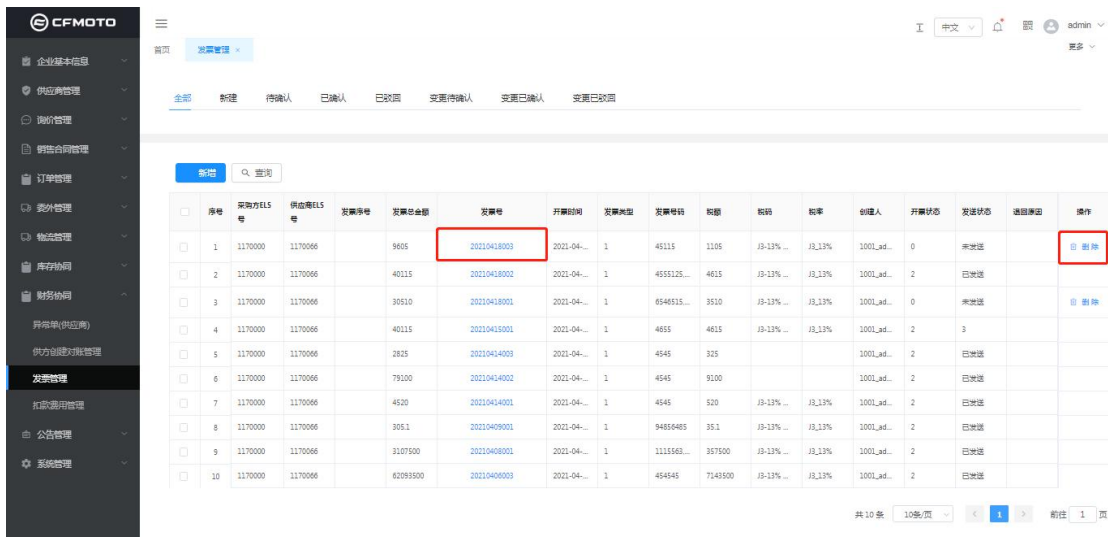 CFMOTO
中文
admin
首页
发票管理 ×
更多
企业基本信息
供应商管理
询价管理
销售合同管理
订单管理
委外管理
物流管理
库存协同
财务协同
异常单(供应商)
供方创建对账管理
发票管理
扣款费用管理
公告管理
系统管理
全部 新建 待确认 已确认 已驳回 变更待确认 变更已确认 变更已驳回
新增 查询
序号 采购方ELS号 供应商ELS号 发票序号 发票总金额 发票号 开票时间 发票类型 发票号码 税额 税码 税率 创建人 开票状态 发送状态 退回原因 操作
1 1170000 1170066 9605 20210418003 2021-04-... 1 45115 1105 J3-13% ... J3_13% 1001_ad... 0 未发送 删除
2 1170000 1170066 40115 20210418002 2021-04-... 1 4555125... 4615 J3-13% ... J3_13% 1001_ad... 2 已发送
3 1170000 1170066 30510 20210418001 2021-04-... 1 6546515... 3510 J3-13% ... J3_13% 1001_ad... 0 未发送 删除
4 1170000 1170066 40115 20210415001 2021-04-... 1 4655 4615 J3-13% ... J3_13% 1001_ad... 2 3
5 1170000 1170066 2825 20210414003 2021-04-... 1 4545 325 1001_ad... 2 已发送
6 1170000 1170066 79100 20210414002 2021-04-... 1 4545 9100 1001_ad... 2 已发送
7 1170000 1170066 4520 20210414001 2021-04-... 1 4545 520 J3-13% ... J3_13% 1001_ad... 2 已发送
8 1170000 1170066 305.1 20210409001 2021-04-... 1 94856485 35.1 J3-13% ... J3_13% 1001_ad... 2 已发送
9 1170000 1170066 3107500 20210408001 2021-04-... 1 1115563... 357500 J3-13% ... J3_13% 1001_ad... 2 已发送
10 1170000 1170066 62093500 20210406003 2021-04-... 1 454545 7143500 J3-13% ... J3_13% 1001_ad... 2 已发送
共 10 条 10条/页 < 1 > 前往 1 页